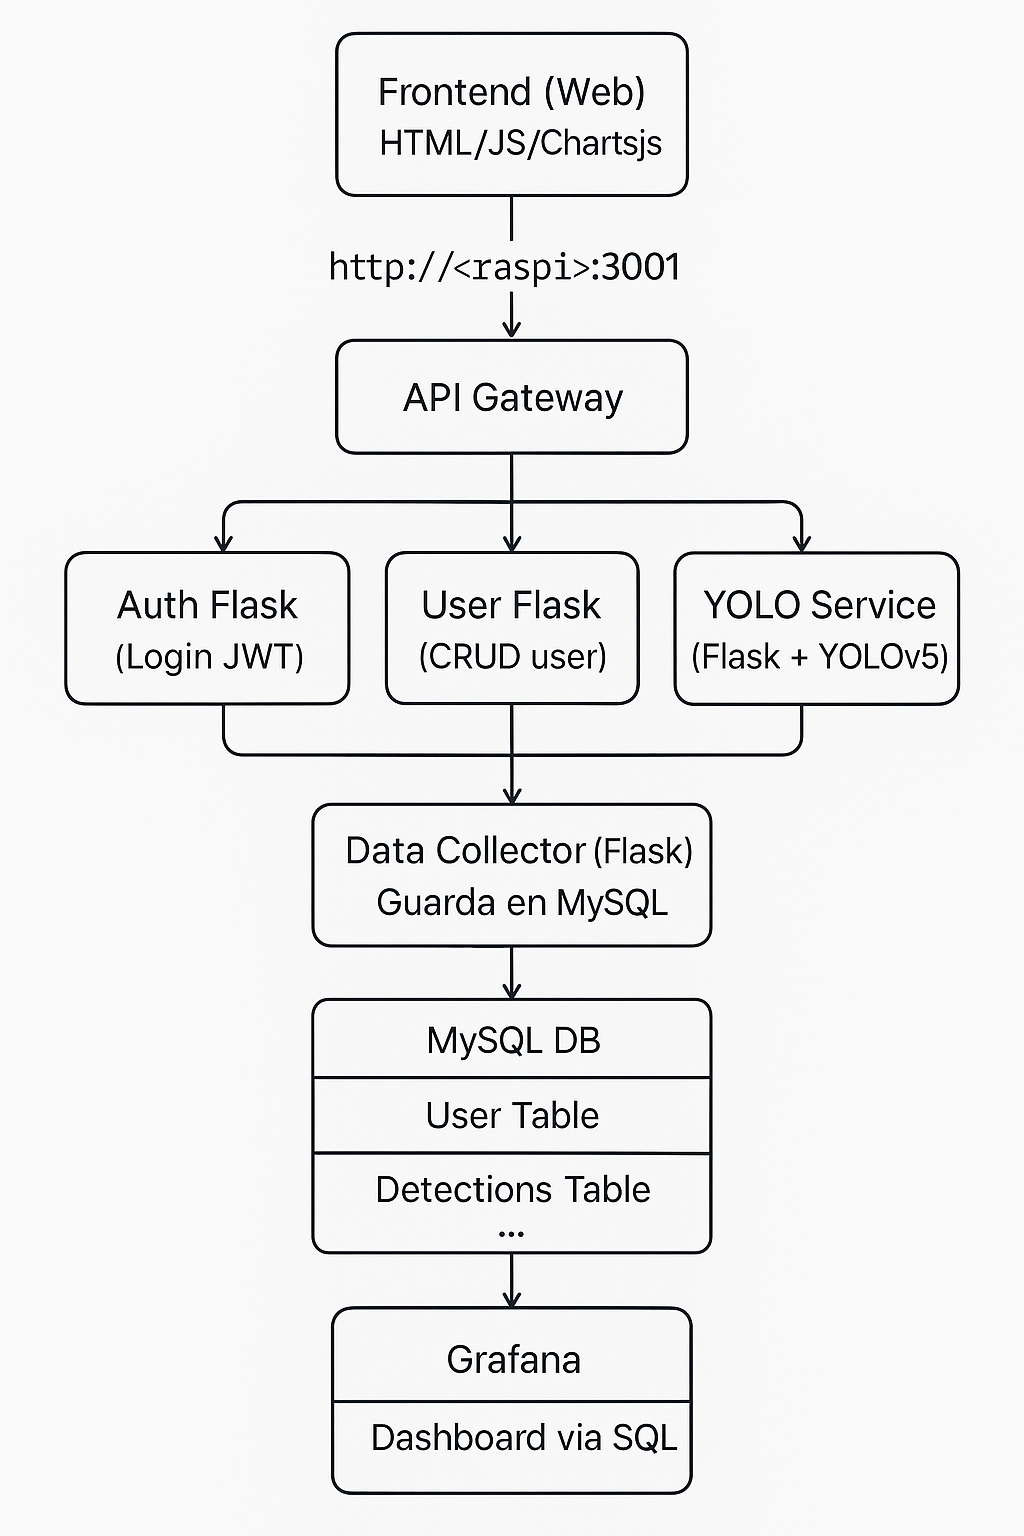 Frontend (Web)
HTML/JS/Chartsjs
http://<raspi>:3001
API Gateway
Auth Flask
(Login JWT)
User Flask
(CRUD user)
YOLO Service
(Flask + YOLOv5)
Data Collector (Flask)
Guarda en MySQL
MySQL DB
User Table
Detections Table
...
Grafana
Dashboard via SQL